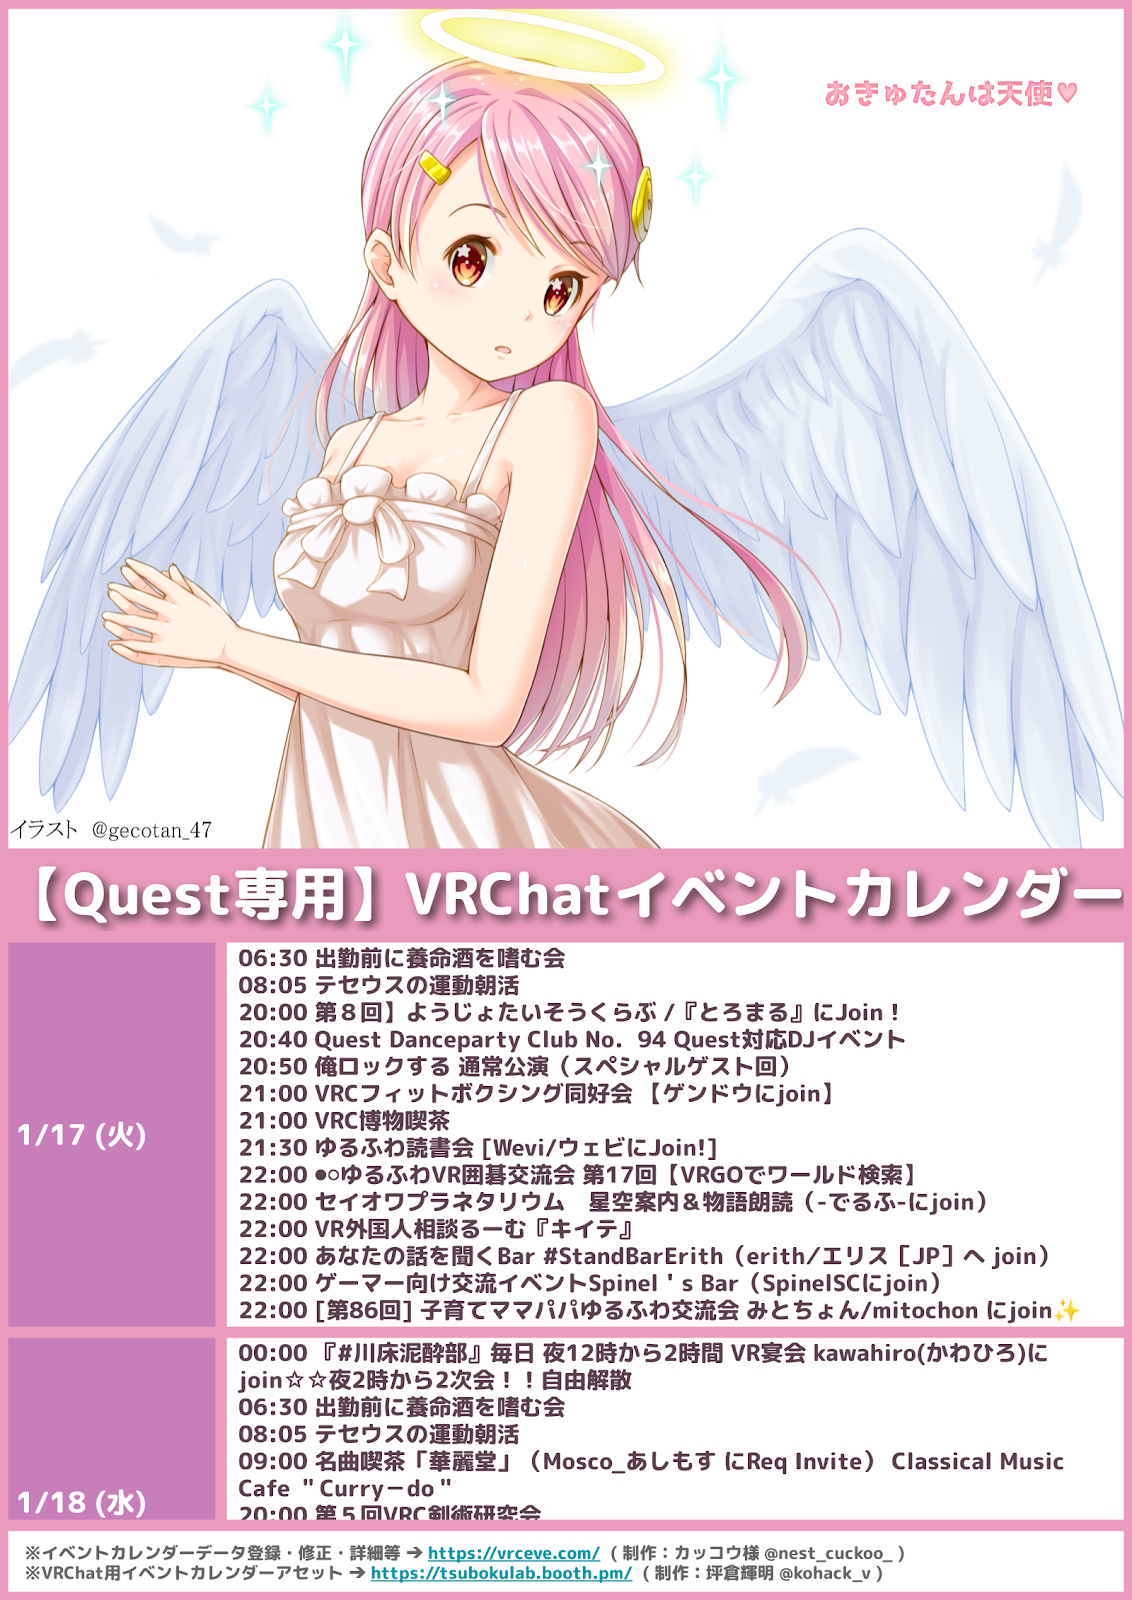 おきゅたんは天使♥
イラスト @gecotan_47
【Quest専用】VRChatイベントカレンダー
1/17 (火)
06:30 出勤前に養命酒を嗜む会
08:05 テセウスの運動朝活
20:00 第８回】ようじょたいそうくらぶ /『とろまる』にJoin！
20:40 Quest Danceparty Club No．94 Quest対応DJイベント
20:50 俺ロックする 通常公演（スペシャルゲスト回）
21:00 VRCフィットボクシング同好会 【ゲンドウにjoin】
21:00 VRC博物喫茶
21:30 ゆるふわ読書会 [Wevi/ウェビにJoin!]
22:00 ●○ゆるふわVR囲碁交流会 第17回【VRGOでワールド検索】
22:00 セイオワプラネタリウム　星空案内＆物語朗読（-でるふ-にjoin）
22:00 VR外国人相談るーむ『キイテ』
22:00 あなたの話を聞くBar #StandBarErith（erith/エリス［JP］へ join）
22:00 ゲーマー向け交流イベントSpinel＇s Bar（SpinelSCにjoin）
22:00 [第86回] 子育てママパパゆるふわ交流会 みとちょん/mitochon にjoin✨
1/18 (水)
00:00 『#川床泥酔部』毎日 夜12時から2時間 VR宴会 kawahiro(かわひろ)に
join☆☆夜2時から2次会！！自由解散
06:30 出勤前に養命酒を嗜む会
08:05 テセウスの運動朝活
09:00 名曲喫茶「華麗堂」（Mosco_あしもす にReq Invite） Classical Music
Cafe ＂Curry－do＂
20:00 第５回VRC剣術研究会
※イベントカレンダーデータ登録・修正・詳細等 ➔ https://vrceve.com/ （制作：カッコウ様 @nest_cuckoo_）
※VRChat用イベントカレンダーアセット ➔ https://tsubokulab.booth.pm/ （制作：坪倉輝明 @kohack_v）